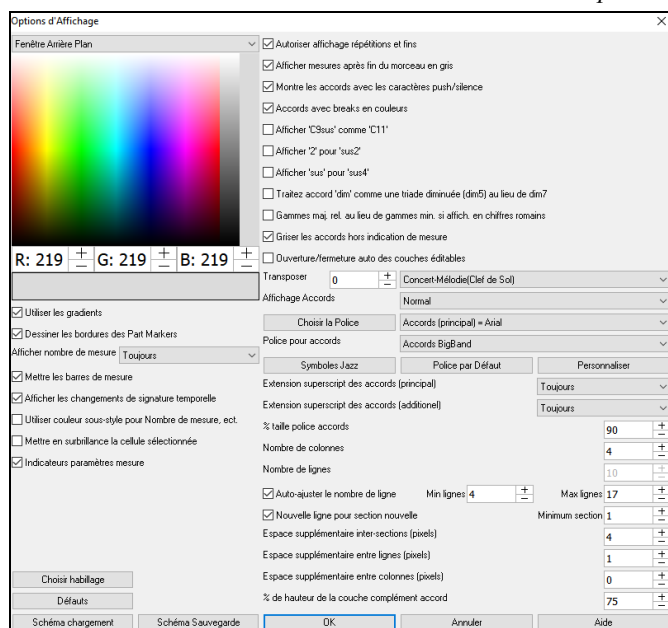 Options d'Affichage
Fenêtre Arrière Plan
R: 219 G: 219 B: 219
Utiliser les gradients
Dessiner les bordures des Part Markers
Afficher nombre de mesure Toujours
Mettre les barres de mesure
Afficher les changements de signature temporelle
Utiliser couleur sous-style pour Nombre de mesure, ect.
Mettre en surbrillance la cellule sélectionnée
Indicateurs paramètres mesure
Choisir habillage
Défauts
Schéma chargement
Schéma Sauvegarde
Autoriser affichage répétitions et fins
Afficher mesures après fin du morceau en gris
Montre les accords avec les caractères push/silence
Accords avec breaks en couleurs
Afficher 'C9sus' comme 'C11'
Afficher '2' pour 'sus2'
Afficher 'sus' pour 'sus4'
Traitez accord 'dim' comme une triade diminuée (dim5) au lieu de dim7
Gammes maj. rel. au lieu de gammes min. si affich. en chiffres romains
Griser les accords hors indication de mesure
Ouverture/fermeture auto des couches éditables
Transposer 0 Concert-Mélodie(Clef de Sol)
Affichage Accords Normal
Choisir la Police Accords (principal) = Arial
Police pour accords Accords BigBand
Symboles Jazz Police par Défaut Personnaliser
Extension superscript des accords (principal) Toujours
Extension superscript des accords (additionel) Toujours
% taille police accords 90
Nombre de colonnes 4
Nombre de lignes 10
Auto-ajuster le nombre de ligne Min lignes 4 Max lignes 17
Nouvelle ligne pour section nouvelle Minimum section 1
Espace supplémentaire inter-sections (pixels) 4
Espace supplémentaire entre lignes (pixels) 1
Espace supplémentaire entre colonnes (pixels) 0
% de hauteur de la couche complément accord 75
OK Annuler Aide